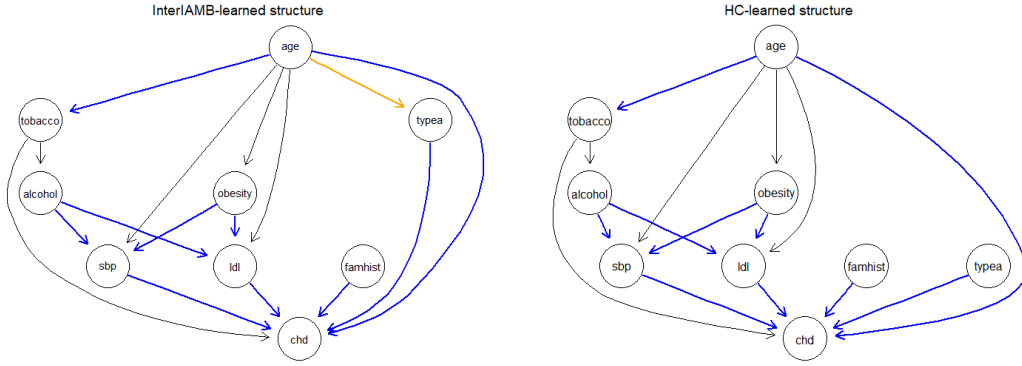 InterIAMB-learned structure
age
tobacco
typea
alcohol
obesity
sbp
ldl
famhist
chd
HC-learned structure
age
tobacco
alcohol
obesity
sbp
ldl
famhist
typea
chd